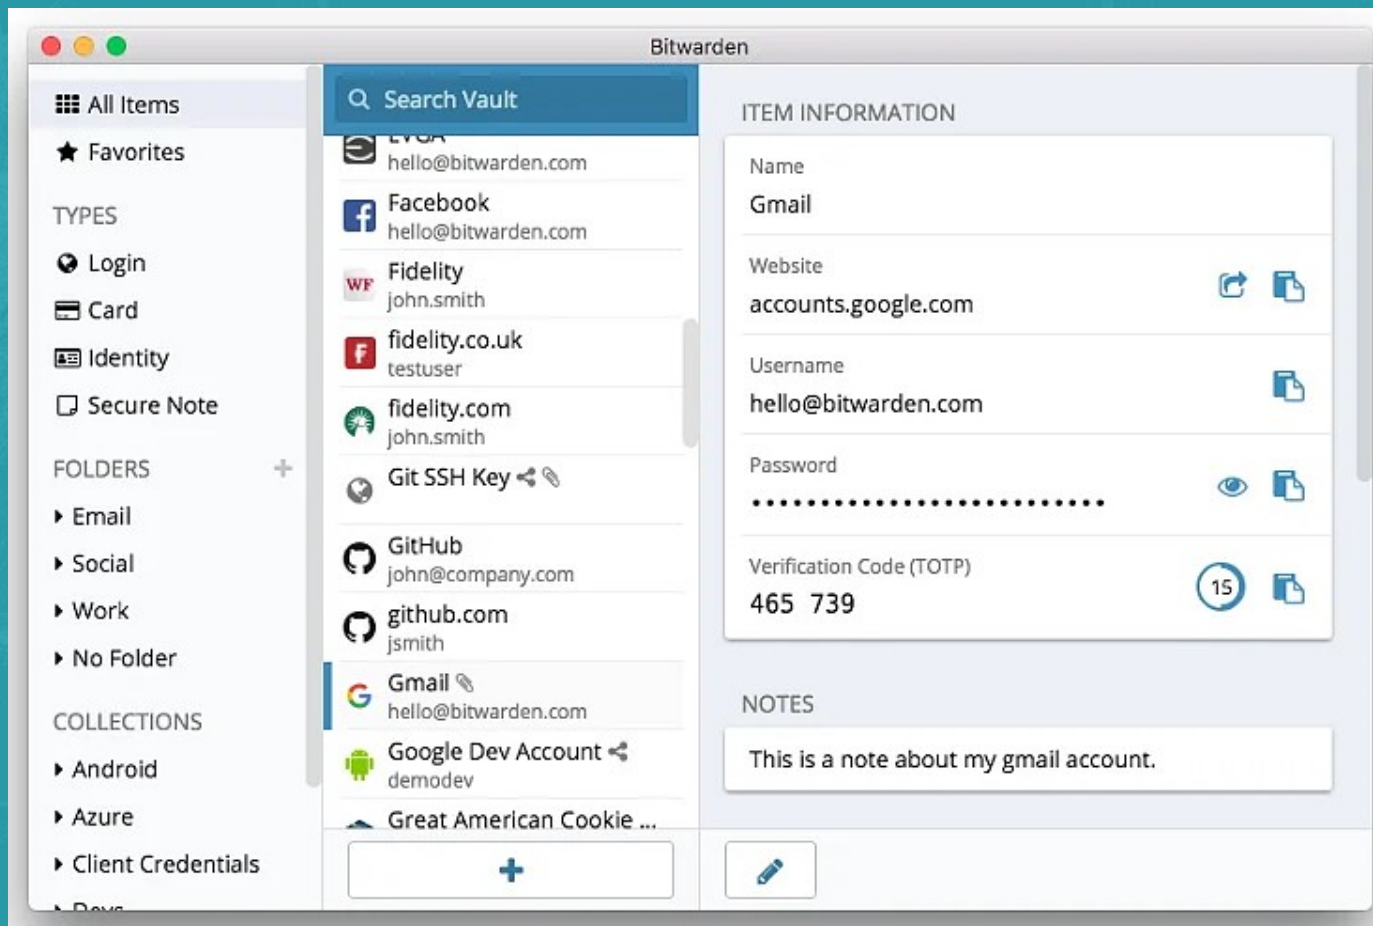 Bitwarden
All Items
Favorites
TYPES
Login
Card
Identity
Secure Note
FOLDERS
Email
Social
Work
No Folder
COLLECTIONS
Android
Azure
Client Credentials
Devs
Search Vault
EVGA
hello@bitwarden.com
Facebook
hello@bitwarden.com
WF
Fidelity
john.smith
F
fidelity.co.uk
testuser
fidelity.com
john.smith
Git SSH Key
GitHub
john@company.com
github.com
jsmith
Gmail
hello@bitwarden.com
Google Dev Account
demodev
Great American Cookie ...
ITEM INFORMATION
Name
Gmail
Website
accounts.google.com
Username
hello@bitwarden.com
Password
••••••••••••••••••••••••••
Verification Code (TOTP)
465 739
15
NOTES
This is a note about my gmail account.